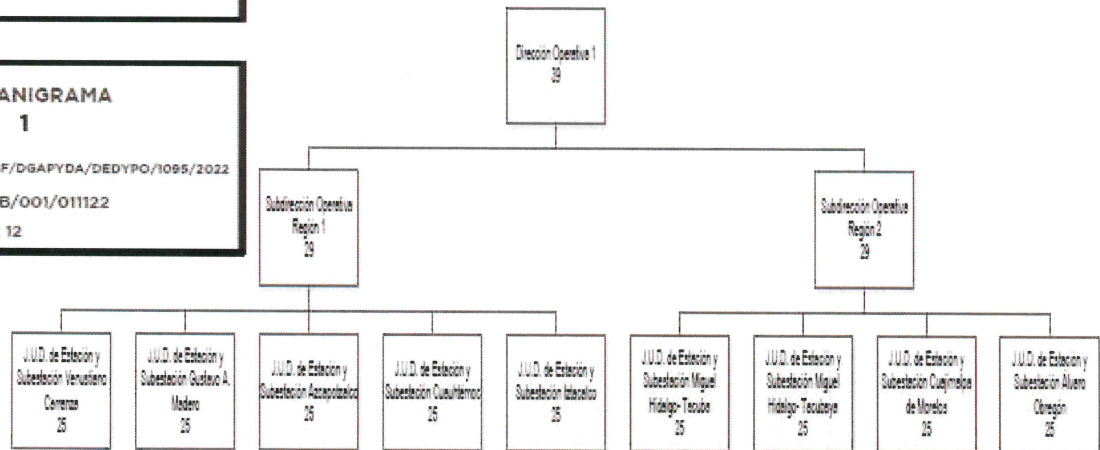 ANIGRAMA
1
F/DGAPYDA/DEDYPO/1095/2022
B/001/011122
12
Dirección Operativa 1
39
Subdirección Operativa
Región 1
29
Subdirección Operativa
Región 2
29
J.U.D. de Estación y
Subestación Venustiano
Carranza
25
J.U.D. de Estación y
Subestación Gustavo A.
Madero
25
J.U.D. de Estación y
Subestación Azcapotzalco
25
J.U.D. de Estación y
Subestación Cuauhtémoc
25
J.U.D. de Estación y
Subestación Iztacalco
25
J.U.D. de Estación y
Subestación Miguel
Hidalgo- Tacuba
25
J.U.D. de Estación y
Subestación Miguel
Hidalgo- Tacubaya
25
J.U.D. de Estación y
Subestación Cuajimalpa
de Morelos
25
J.U.D. de Estación y
Subestación Alvaro
Obregón
25